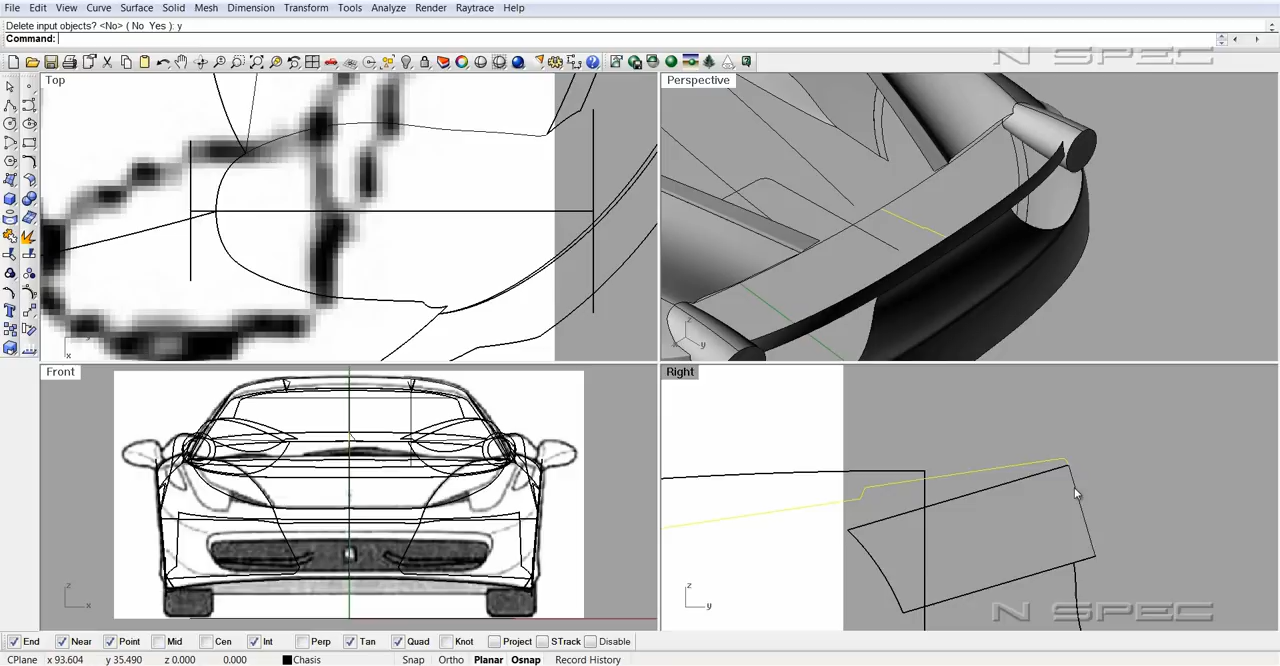 File Edit View Curve Surface Solid Mesh Dimension Transform Tools Analyze Render Raytrace Help
Delete input objects? <No> ( No Yes ): y
Command:
N SPEC
Top
Perspective
z
y
x
y
x
Front
Right
z
x
z
y
N SPEC
End Near Point Mid Cen Int Perp Tan Quad Knot Project STrack Disable
CPlane x 93.604 y 35.490 z 0.000 0.000 Chasis Snap Ortho Planar Osnap Record History